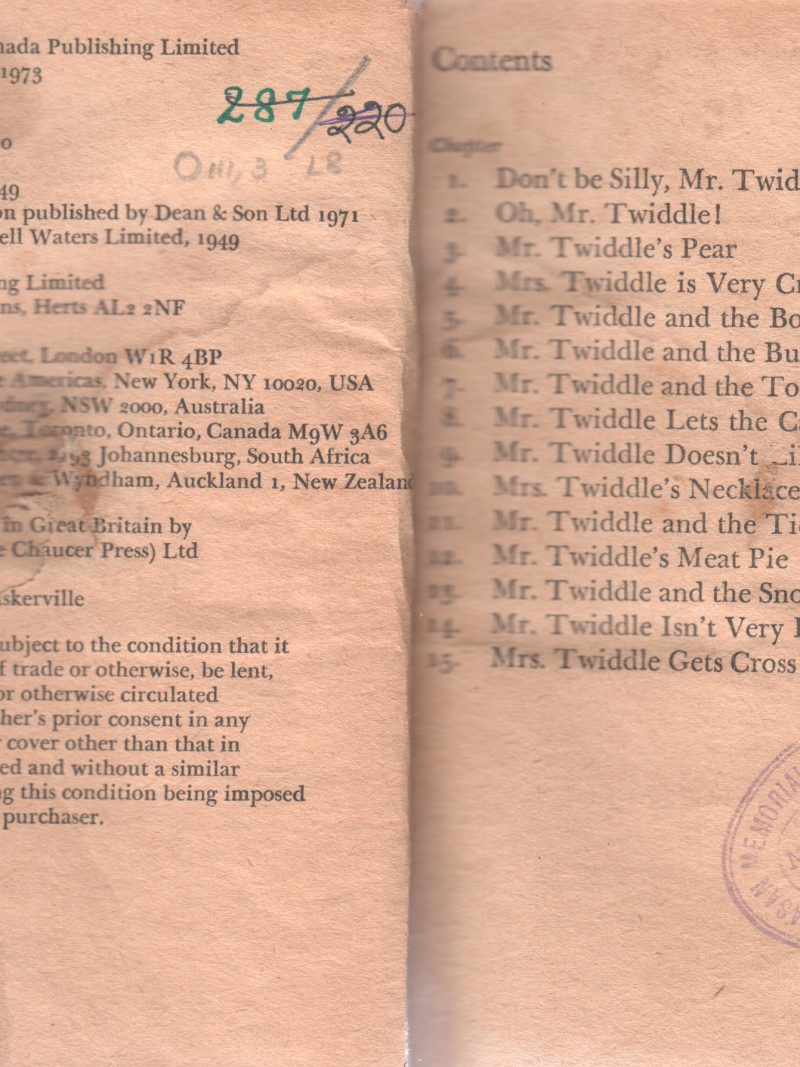 nada Publishing Limited
1973
287/220
49
on published by Dean & Son Ltd 1971
ell Waters Limited, 1949
ng Limited
ns, Herts AL2 2NF
eet, London W1R 4BP
Americas, New York, NY 10020, USA
dney, NSW 2000, Australia
Toronto, Ontario, Canada M9W 3A6
Johannesburg, South Africa
& Wyndham, Auckland 1, New Zealand
in Great Britain by
e Chaucer Press) Ltd
skerville
ubject to the condition that it
f trade or otherwise, be lent,
or otherwise circulated
her's prior consent in any
cover other than that in
ed and without a similar
ng this condition being imposed
purchaser.
Contents
Chapter
1. Don't be Silly, Mr. Twid
2. Oh, Mr. Twiddle!
3. Mr. Twiddle's Pear
4. Mrs. Twiddle is Very Cr
5. Mr. Twiddle and the Bo
6. Mr. Twiddle and the Bu
7. Mr. Twiddle and the To
8. Mr. Twiddle Lets the Ca
9. Mr. Twiddle Doesn't Li
10. Mrs. Twiddle's Necklace
11. Mr. Twiddle and the Ti
12. Mr. Twiddle's Meat Pie
13. Mr. Twiddle and the Sno
14. Mr. Twiddle Isn't Very
15. Mrs. Twiddle Gets Cross
ASAN MEMORIAL